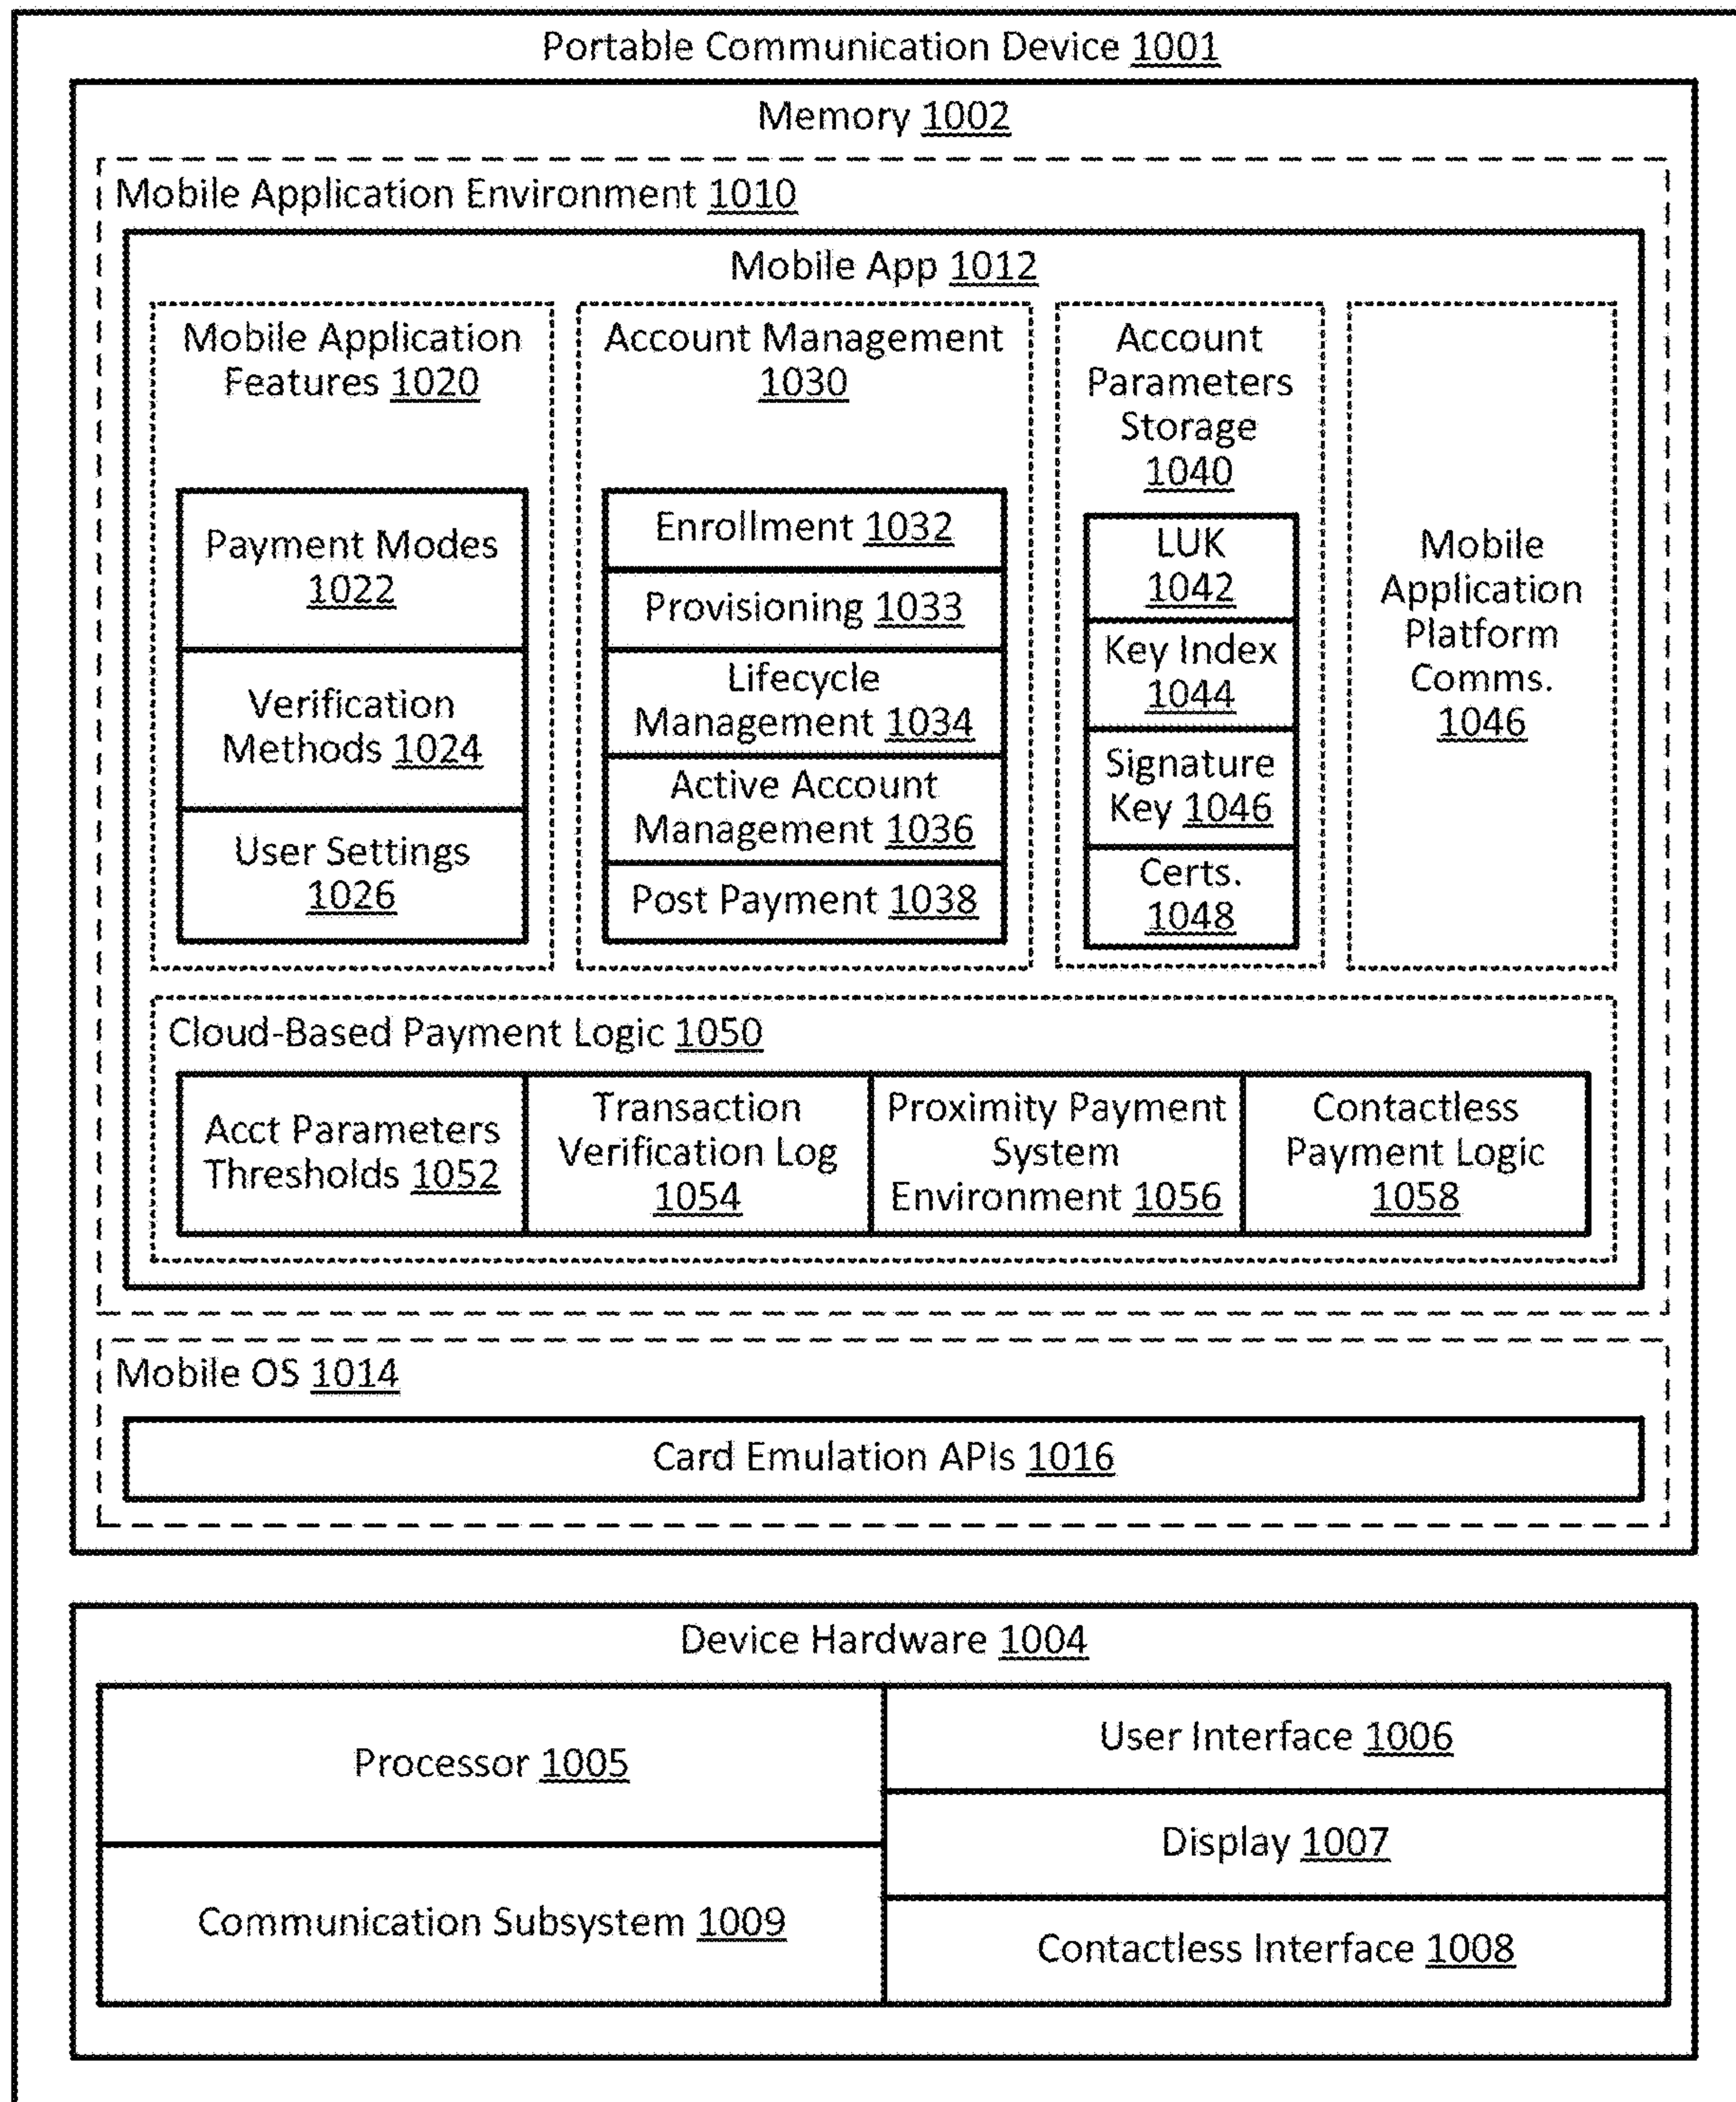 Portable Communication Device 1001
Memory 1002
Mobile Application Environment 1010
Mobile App 1012
Mobile Application
Features 1020
Payment Modes
1022
Verification
Methods 1024
User Settings
1026
Account Management
1030
Enrollment 1032
Provisioning 1033
Lifecycle
Management 1034
Active Account
Management 1036
Post Payment 1038
Account
Parameters
Storage
1040
LUK
1042
Key Index
1044
Signature
Key 1046
Certs.
1048
Mobile
Application
Platform
Comms.
1046
Cloud-Based Payment Logic 1050
Acct Parameters
Thresholds 1052
Transaction
Verification Log
1054
Proximity Payment
System
Environment 1056
Contactless
Payment Logic
1058
Mobile OS 1014
Card Emulation APIs 1016
Device Hardware 1004
Processor 1005
Communication Subsystem 1009
User Interface 1006
Display 1007
Contactless Interface 1008